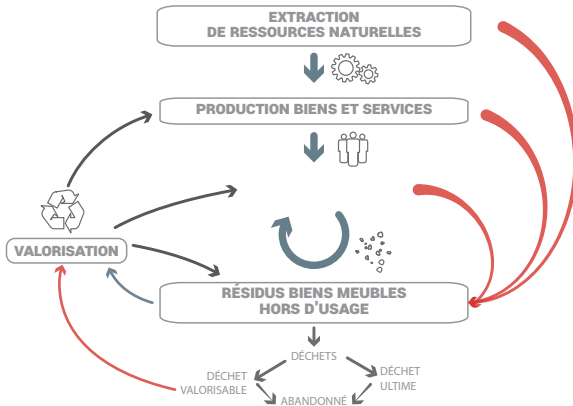 EXTRACTION
DE RESSOURCES NATURELLES
PRODUCTION BIENS ET SERVICES
VALORISATION
RÉSIDUS BIENS MEUBLES
HORS D'USAGE
DÉCHETS
DÉCHET
VALORISABLE
DÉCHET
ULTIME
ABANDONNÉ